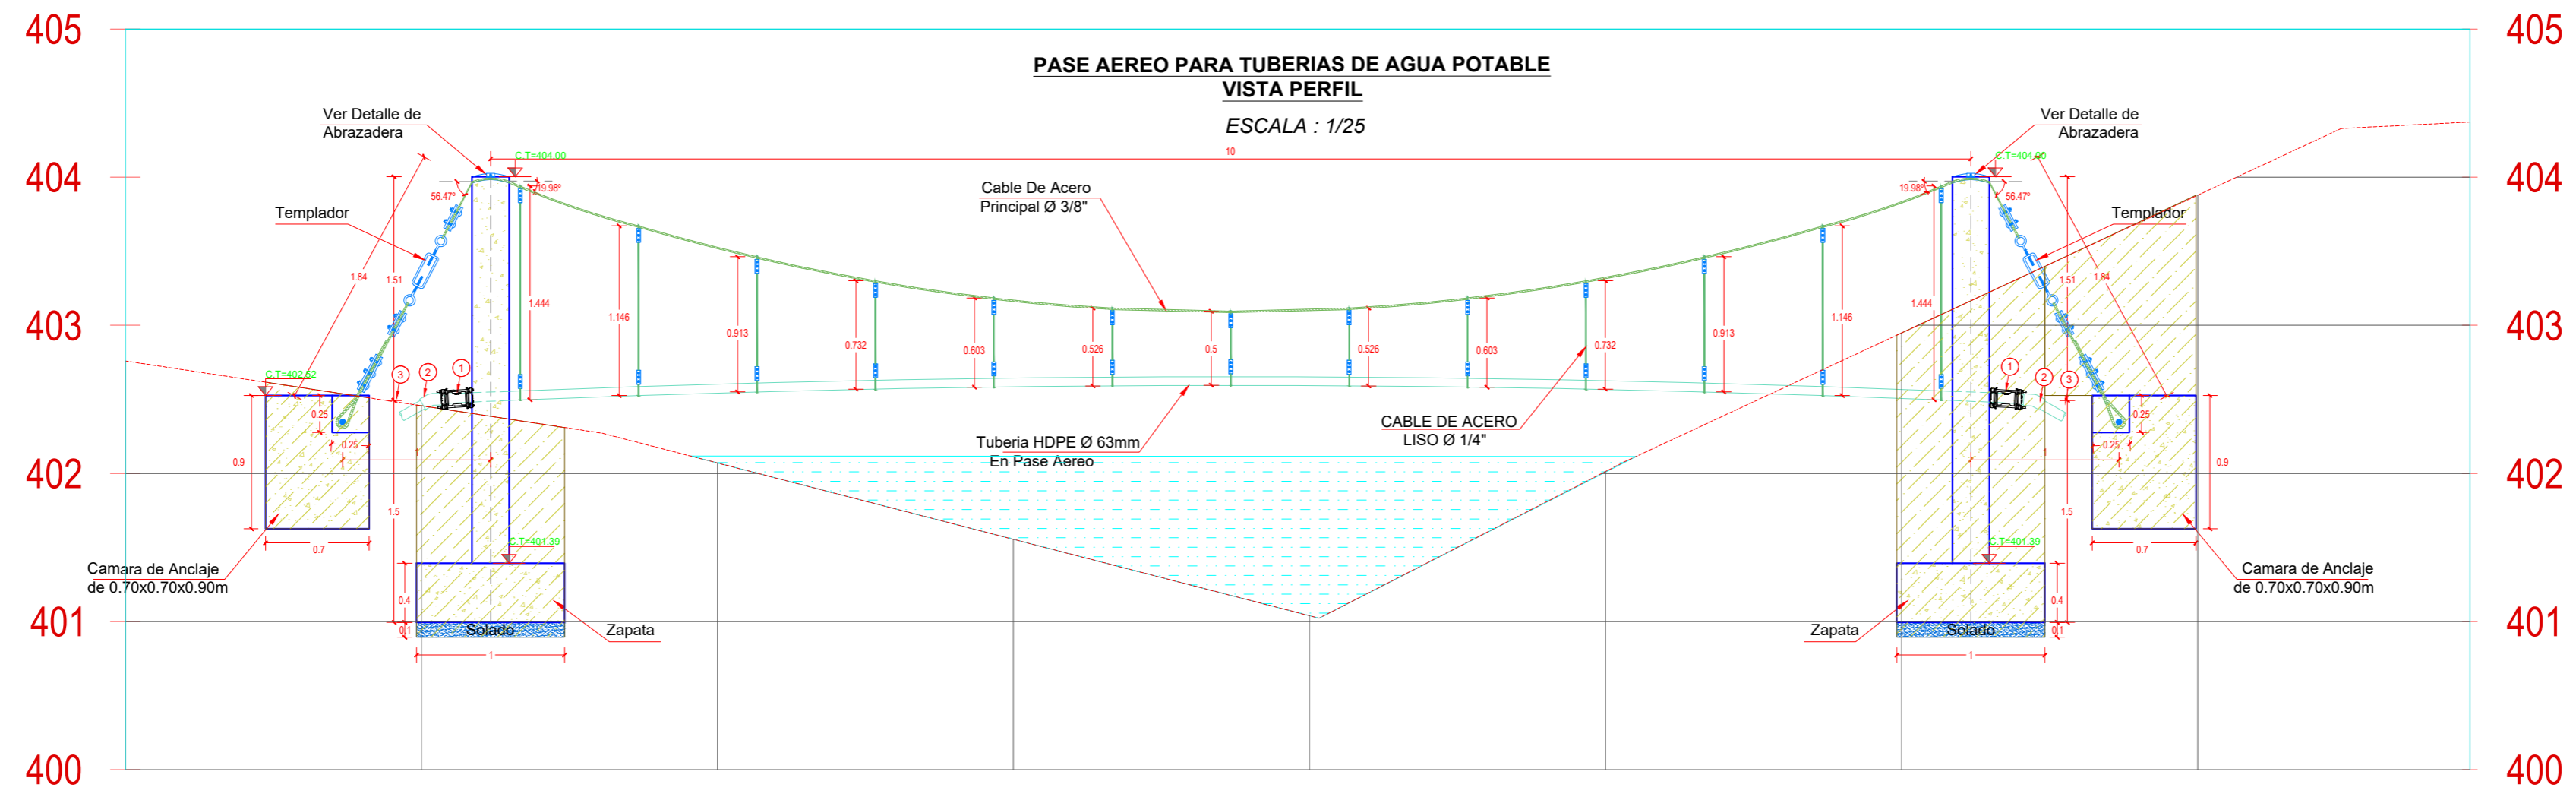 405
405
PASE AEREO PARA TUBERIAS DE AGUA POTABLE
VISTA PERFIL
ESCALA : 1/25
Ver Detalle de
Abrazadera
Ver Detalle de
Abrazadera
C.T=404.00
10
C.T=404.00
404
404
56.47°
19.98°
Cable De Acero
Principal Ø 3/8"
19.98°
56.47°
Templador
Templador
1.84
1.51
1.444
1.146
0.913
0.732
0.603
0.526
0.5
0.526
0.603
0.732
0.913
1.146
1.444
1.51
1.84
403
403
C.T=402.52
3
2
1
1
2
3
0.25
0.25
0.25
0.25
Tuberia HDPE Ø 63mm
En Pase Aereo
CABLE DE ACERO
LISO Ø 1/4"
0.9
1
0.9
402
402
1.5
1.5
0.7
C.T=401.39
C.T=401.39
0.7
Camara de Anclaje
de 0.70x0.70x0.90m
Camara de Anclaje
de 0.70x0.70x0.90m
0.4
0.4
401
401
0.1
Solado
Zapata
Zapata
Solado
0.1
1
1
400
400